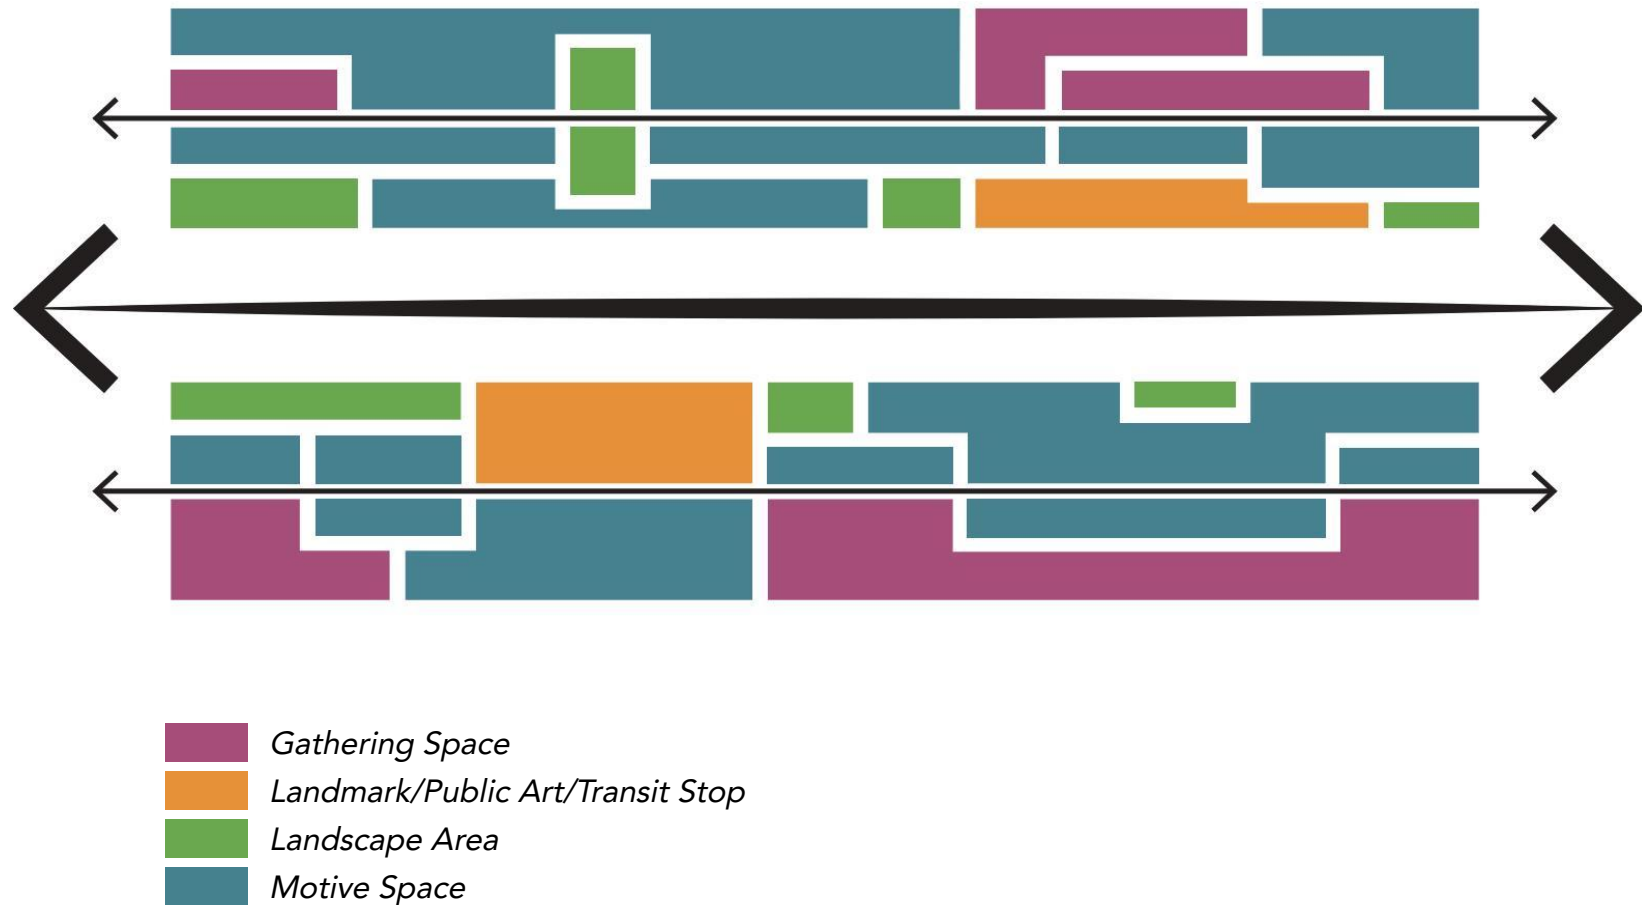 Gathering Space
Landmark/Public Art/Transit Stop
Landscape Area
Motive Space